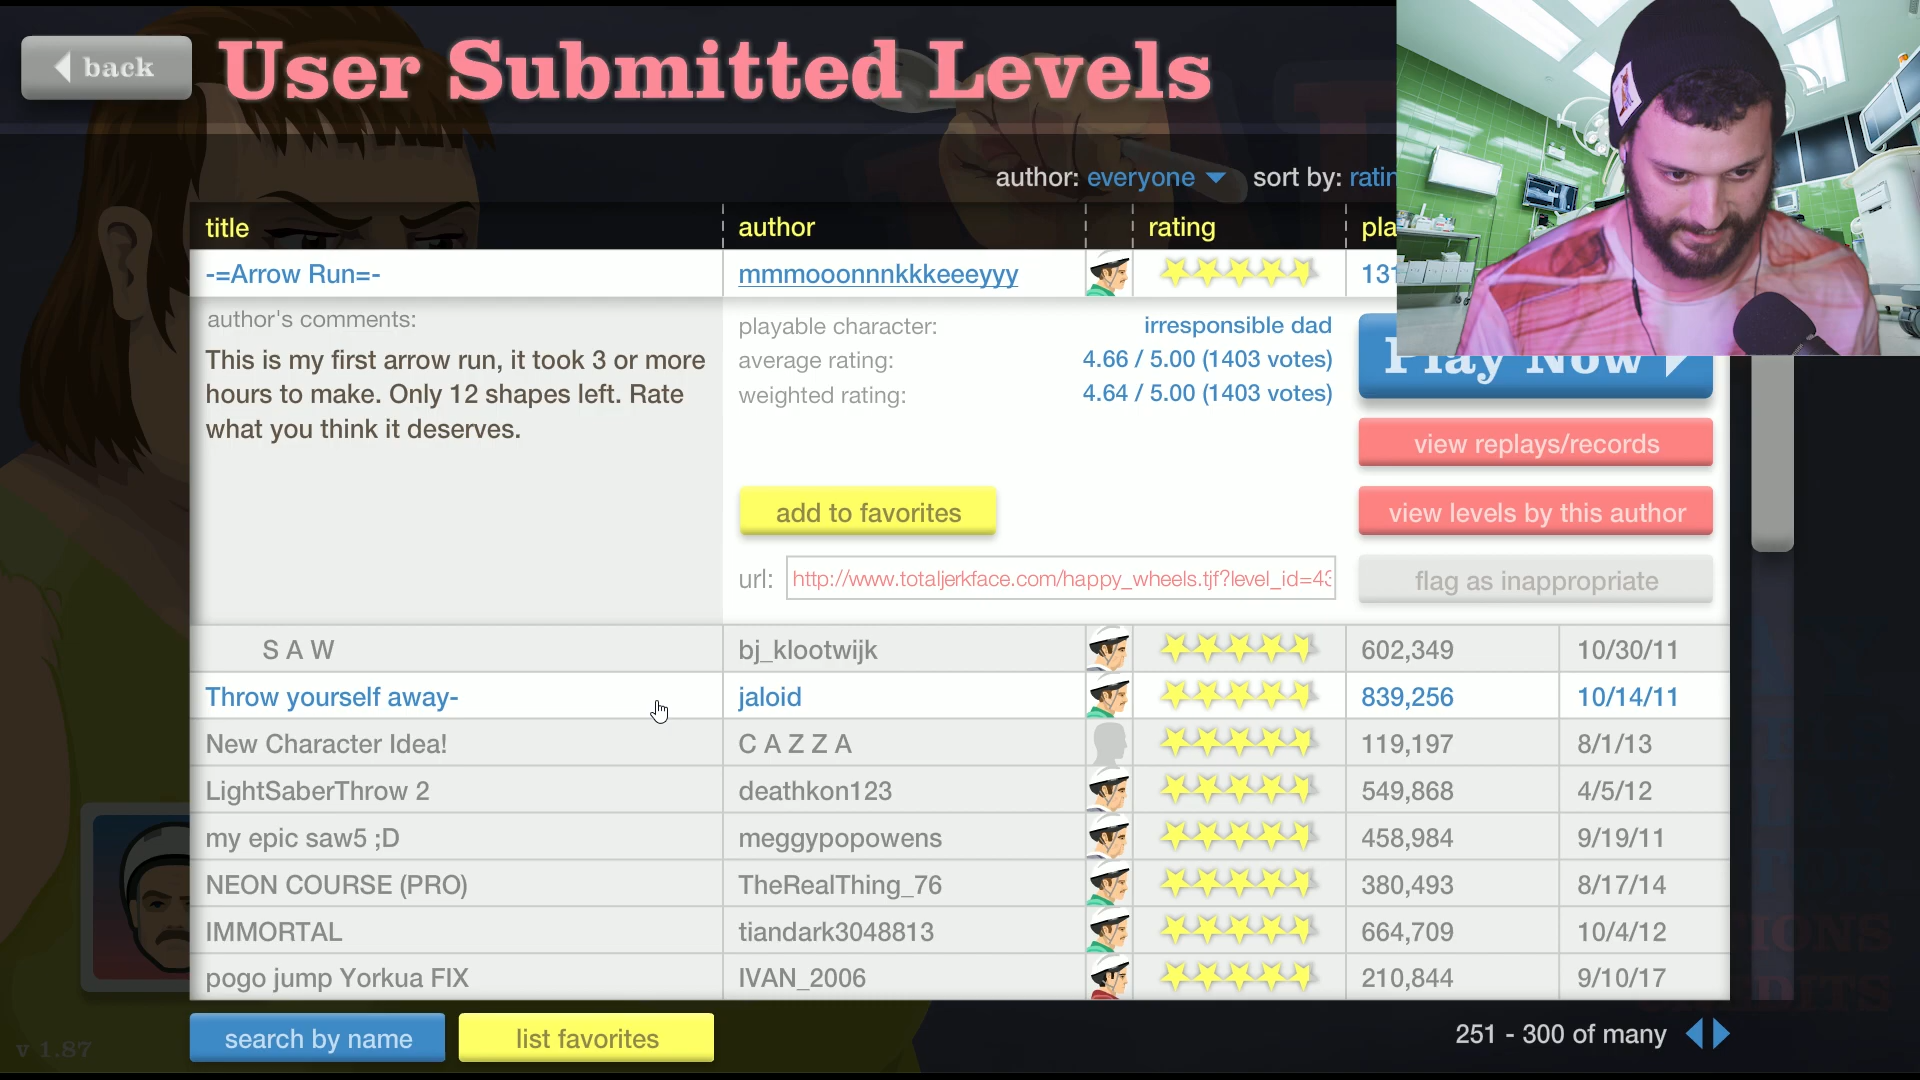 back
User Submitted Levels
author: everyone sort by: ratin
title author rating pla
-=Arrow Run=- mmmooonnnkkkeeeyyy 131
author's comments:
This is my first arrow run, it took 3 or more
hours to make. Only 12 shapes left. Rate
what you think it deserves.
playable character: irresponsible dad
average rating: 4.66 / 5.00 (1403 votes)
weighted rating: 4.64 / 5.00 (1403 votes)
add to favorites
url: http://www.totaljerkface.com/happy_wheels.tjf?level_id=43
Play Now
view replays/records
view levels by this author
flag as inappropriate
S A W bj_klootwijk 602,349 10/30/11
Throw yourself away- jaloid 839,256 10/14/11
New Character Idea! C A Z Z A 119,197 8/1/13
LightSaberThrow 2 deathkon123 549,868 4/5/12
my epic saw5 ;D meggypopowens 458,984 9/19/11
NEON COURSE (PRO) TheRealThing_76 380,493 8/17/14
IMMORTAL tiandark3048813 664,709 10/4/12
pogo jump Yorkua FIX IVAN_2006 210,844 9/10/17
search by name list favorites 251 - 300 of many
v 1.87